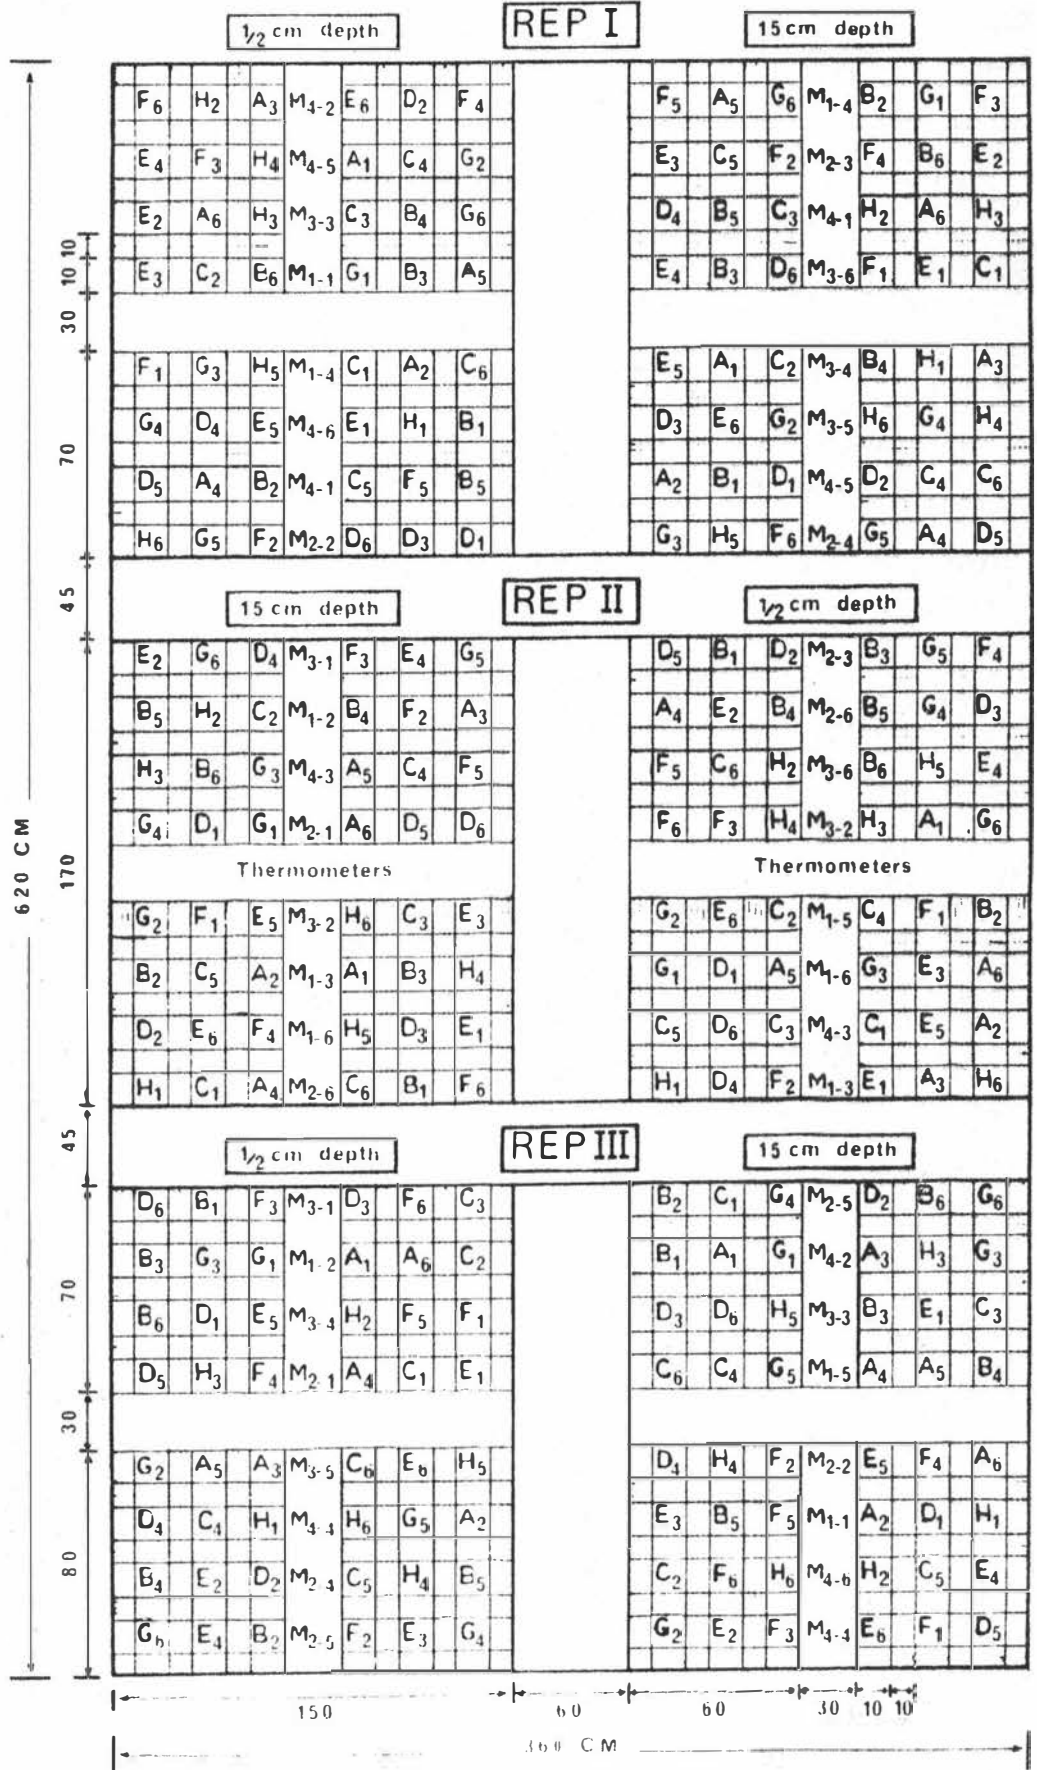 ½ cm depth REP I 15 cm depth
F6 H2 A3 M4-2 E6 D2 F4 F5 A5 G6 M1-4 B2 G1 F3
E4 F3 H4 M4-5 A1 C4 G2 E3 C5 F2 M2-3 F4 B6 E2
E2 A6 H3 M3-3 C3 B4 G6 D4 B5 C3 M4-1 H2 A6 H3
10
E3 C2 B6 M1-1 G1 B3 A5 E4 B3 D6 M3-6 F1 E1 C1
10
30
F1 G3 H5 M1-4 C1 A2 C6 E5 A1 C2 M3-4 B4 H1 A3
G4 D4 E5 M4-6 E1 H1 B1 D3 E6 G2 M3-5 H6 G4 H4
70
D5 A4 B2 M4-1 C5 F5 B5 A2 B1 D1 M4-5 D2 C4 C6
H6 G5 F2 M2-2 D6 D3 D1 G3 H5 F6 M2-4 G5 A4 D5
45
15 cm depth REP II ½ cm depth
E2 G6 D4 M3-1 F3 E4 G5 D5 B1 D2 M2-3 B3 G5 F4
B5 H2 C2 M1-2 B4 F2 A3 A4 E2 B4 M2-6 B5 G4 D3
H3 B6 G3 M4-3 A5 C4 F5 F5 C6 H2 M3-6 B6 H5 E4
G4 D1 G1 M2-1 A6 D5 D6 F6 F3 H4 M3-2 H3 A1 G6
620 CM
170
Thermometers Thermometers
G2 F1 E5 M3-2 H6 C3 E3 G2 E6 C2 M1-5 C4 F1 B2
B2 C5 A2 M1-3 A1 B3 H4 G1 D1 A5 M1-6 G3 E3 A6
D2 E6 F4 M1-6 H5 D3 E1 C5 D6 C3 M4-3 C1 E5 A2
H1 C1 A4 M2-6 C6 B1 F6 H1 D4 F2 M1-3 E1 A3 H6
45
½ cm depth REP III 15 cm depth
D6 B1 F3 M3-1 D3 F6 C3 B2 C1 G4 M2-5 D2 B6 G6
B3 G3 G1 M1-2 A1 A6 C2 B1 A1 G1 M4-2 A3 H3 G3
70
B6 D1 E5 M3-4 H2 F5 F1 D3 D6 H5 M3-3 B3 E1 C3
D5 H3 F4 M2-1 A4 C1 E1 C6 C4 G5 M1-5 A4 A5 B4
30
G2 A5 A3 M3-5 C6 E6 H5 D4 H4 F2 M2-2 E5 F4 A6
D4 C4 H1 M4-4 H6 G5 A2 E3 B5 F5 M1-1 A2 D1 H1
80
B4 E2 D2 M2-4 C5 H4 B5 C2 F6 H6 M4-6 H2 C5 E4
G6 E4 B2 M2-5 F2 E3 G4 G2 E2 F3 M4-4 E6 F1 D5
150 60 60 30 10 10
360 CM